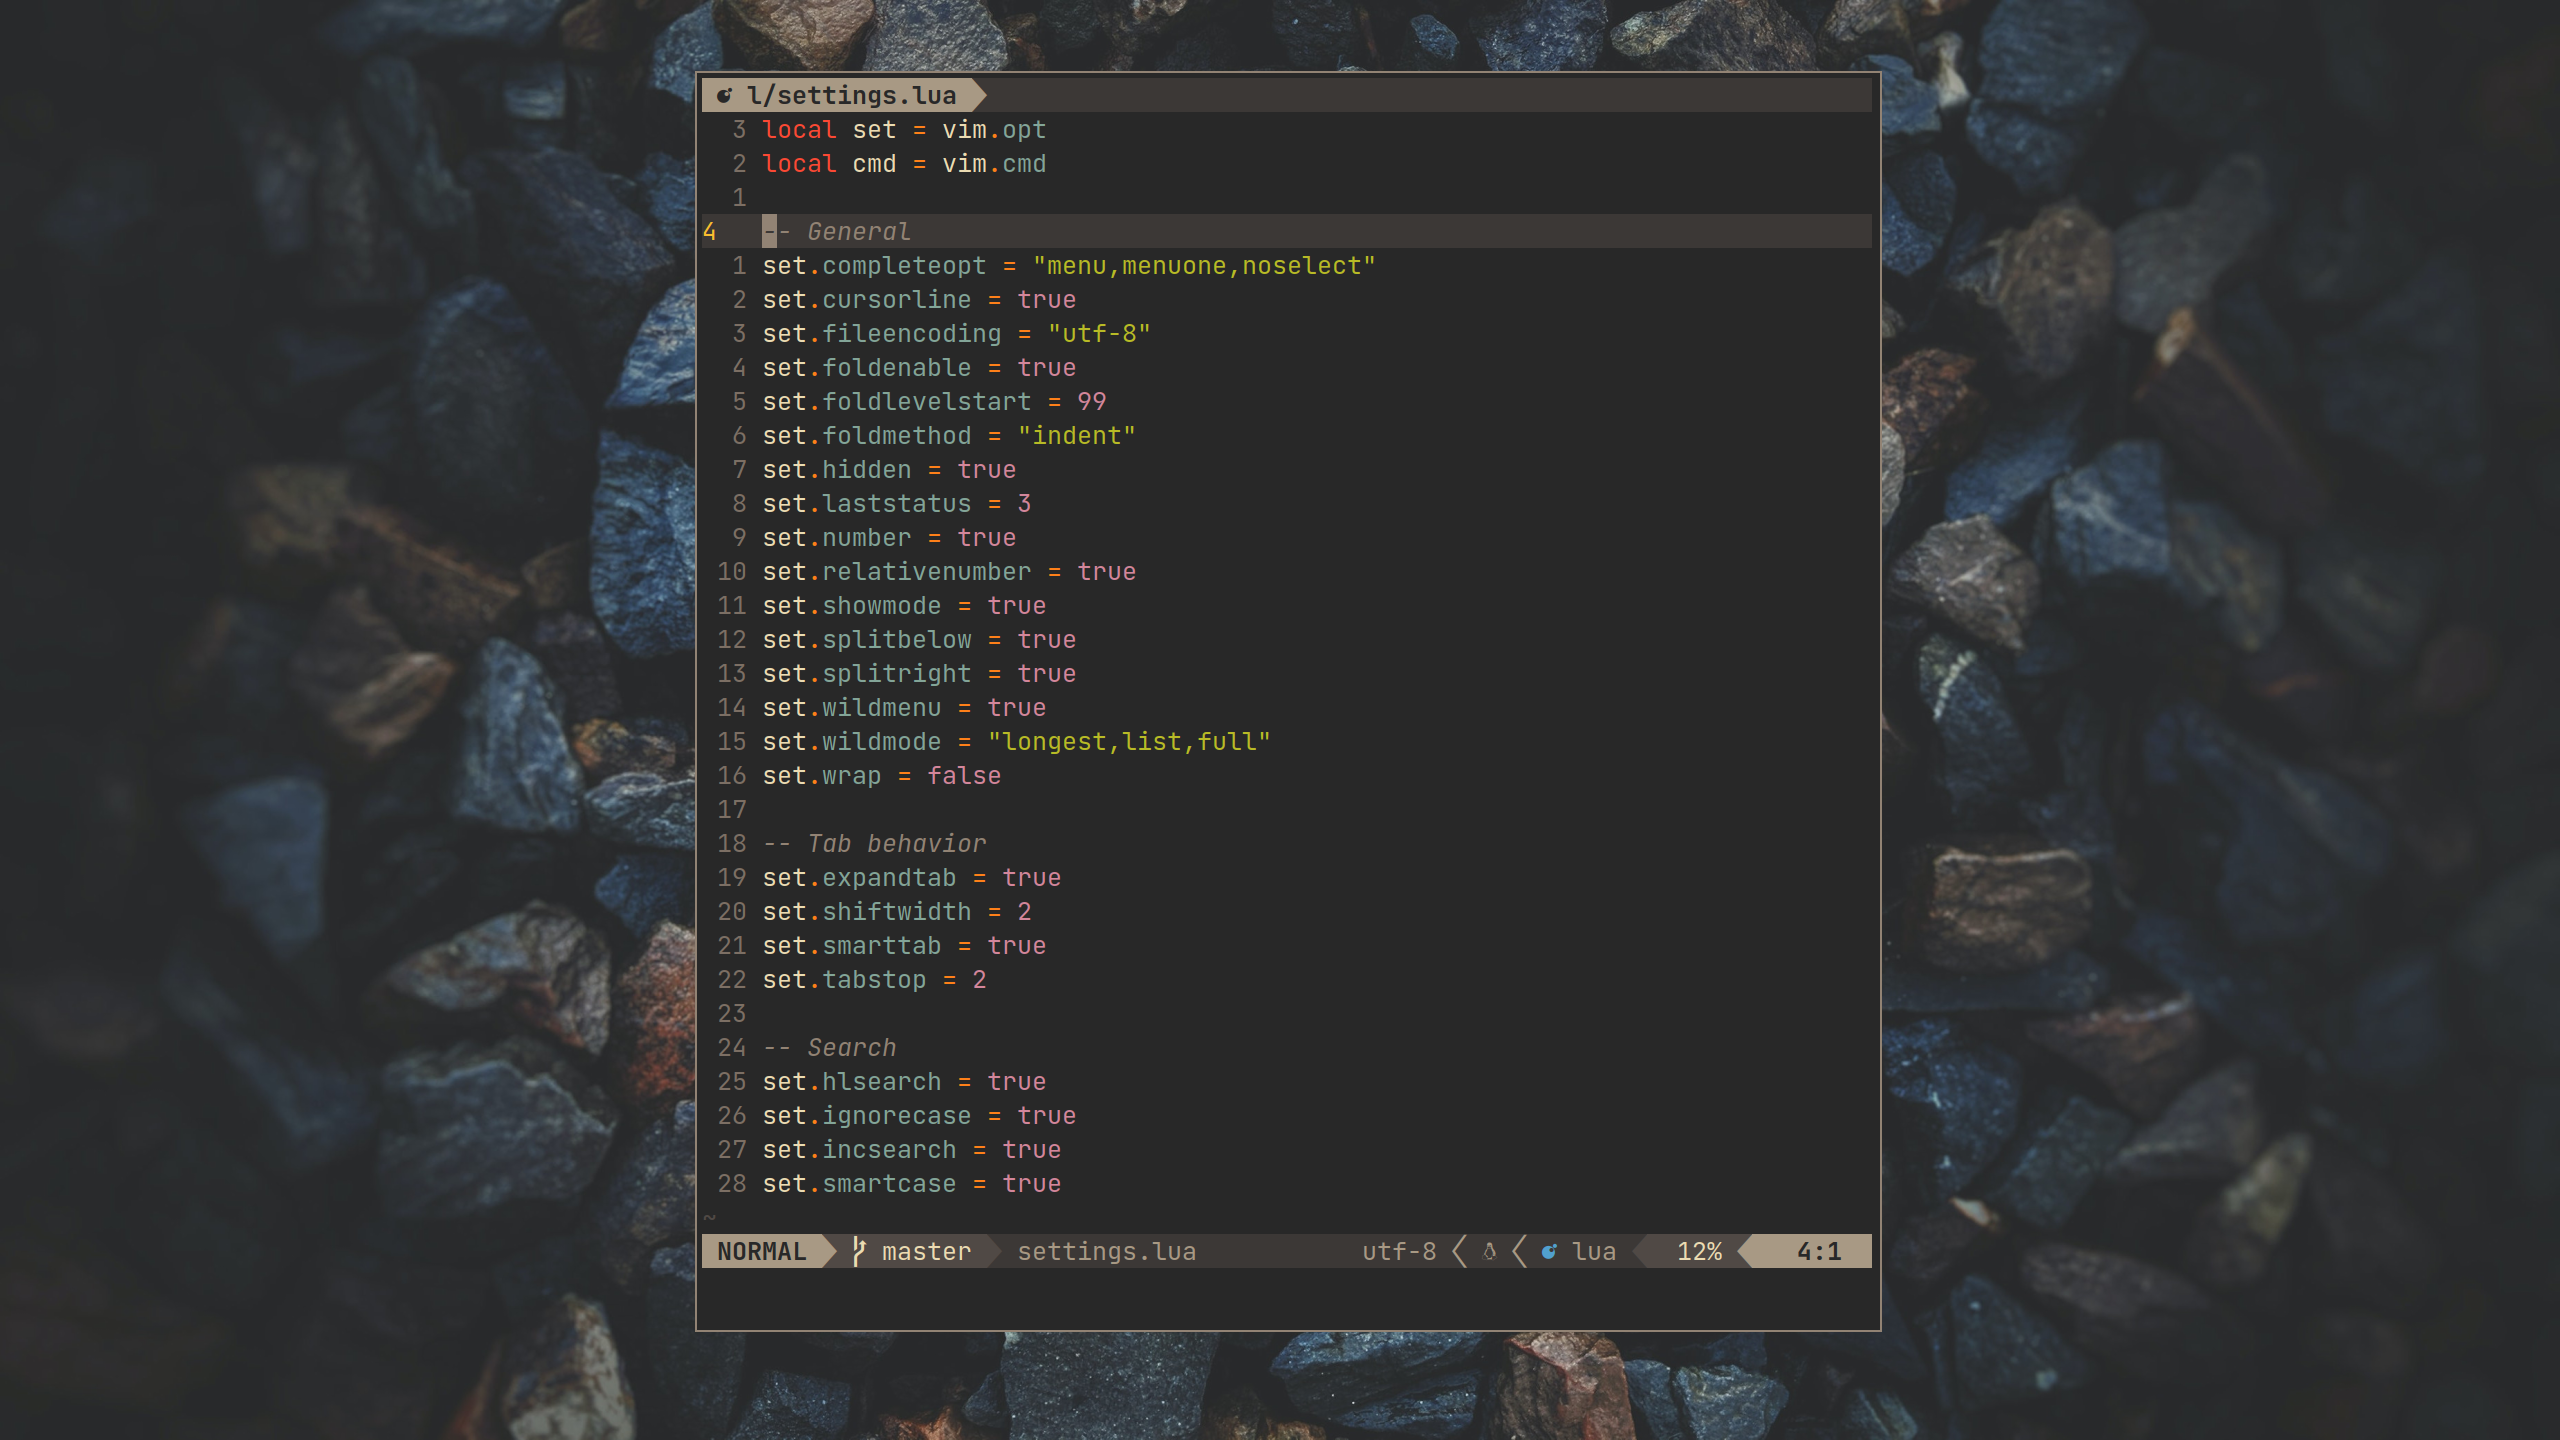 l/settings.lua
3 local set = vim.opt
2 local cmd = vim.cmd
1
4 -- General
1 set.completeopt = "menu,menuone,noselect"
2 set.cursorline = true
3 set.fileencoding = "utf-8"
4 set.foldenable = true
5 set.foldlevelstart = 99
6 set.foldmethod = "indent"
7 set.hidden = true
8 set.laststatus = 3
9 set.number = true
10 set.relativenumber = true
11 set.showmode = true
12 set.splitbelow = true
13 set.splitright = true
14 set.wildmenu = true
15 set.wildmode = "longest,list,full"
16 set.wrap = false
17
18 -- Tab behavior
19 set.expandtab = true
20 set.shiftwidth = 2
21 set.smarttab = true
22 set.tabstop = 2
23
24 -- Search
25 set.hlsearch = true
26 set.ignorecase = true
27 set.incsearch = true
28 set.smartcase = true
~
NORMAL master settings.lua utf-8 lua 12% 4:1